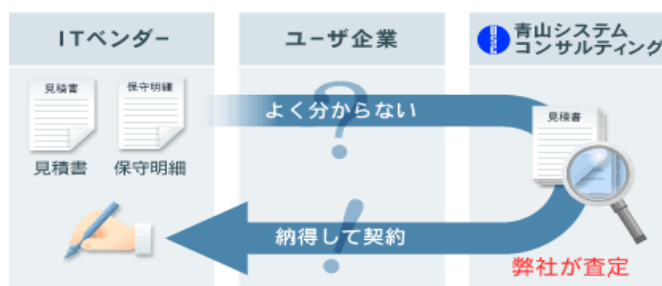 ITベンダー
ユーザ企業
青山システム
コンサルティング
見積書
保守明細
見積書
保守明細
よく分からない
?
見積書
納得して契約
!
弊社が査定